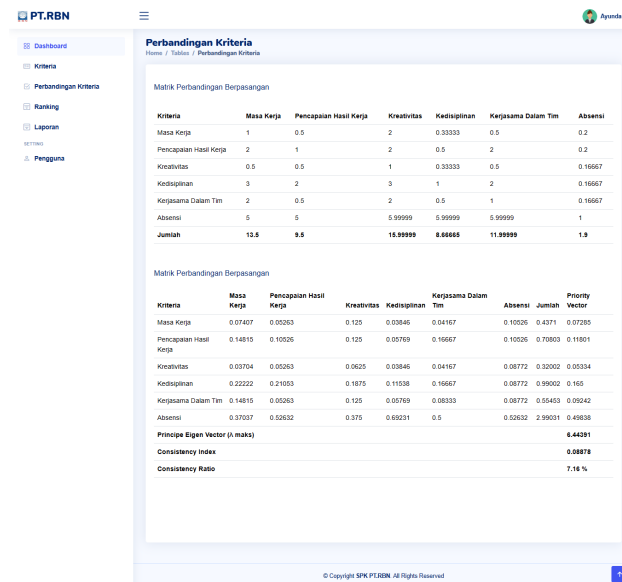 PT.RBN
Ayunda
Dashboard
Kriteria
Perbandingan Kriteria
Ranking
Laporan
SETTING
Pengguna
Perbandingan Kriteria
Home / Tables / Perbandingan Kriteria
Matrik Perbandingan Berpasangan
Kriteria Masa Kerja Pencapaian Hasil Kerja Kreativitas Kedisiplinan Kerjasama Dalam Tim Absensi
Masa Kerja 1 0.5 2 0.33333 0.5 0.2
Pencapaian Hasil Kerja 2 1 2 0.5 2 0.2
Kreativitas 0.5 0.5 1 0.33333 0.5 0.16667
Kedisiplinan 3 2 3 1 2 0.16667
Kerjasama Dalam Tim 2 0.5 2 0.5 1 0.16667
Absensi 5 5 5.99999 5.99999 5.99999 1
Jumlah 13.5 9.5 15.99999 8.66665 11.99999 1.9
Matrik Perbandingan Berpasangan
Kriteria Masa Kerja Pencapaian Hasil Kerja Kreativitas Kedisiplinan Kerjasama Dalam Tim Absensi Jumlah Priority Vector
Masa Kerja 0.07407 0.05263 0.125 0.03846 0.04167 0.10526 0.4371 0.07285
Pencapaian Hasil Kerja 0.14815 0.10526 0.125 0.05769 0.16667 0.10526 0.70803 0.11801
Kreativitas 0.03704 0.05263 0.0625 0.03846 0.04167 0.08772 0.32002 0.05334
Kedisiplinan 0.22222 0.21053 0.1875 0.11538 0.16667 0.08772 0.99002 0.165
Kerjasama Dalam Tim 0.14815 0.05263 0.125 0.05769 0.08333 0.08772 0.55453 0.09242
Absensi 0.37037 0.52632 0.375 0.69231 0.5 0.52632 2.99031 0.49838
Principe Eigen Vector (λ maks) 6.44391
Consistency Index 0.08878
Consistency Ratio 7.16 %
© Copyright SPK PT.RBN. All Rights Reserved